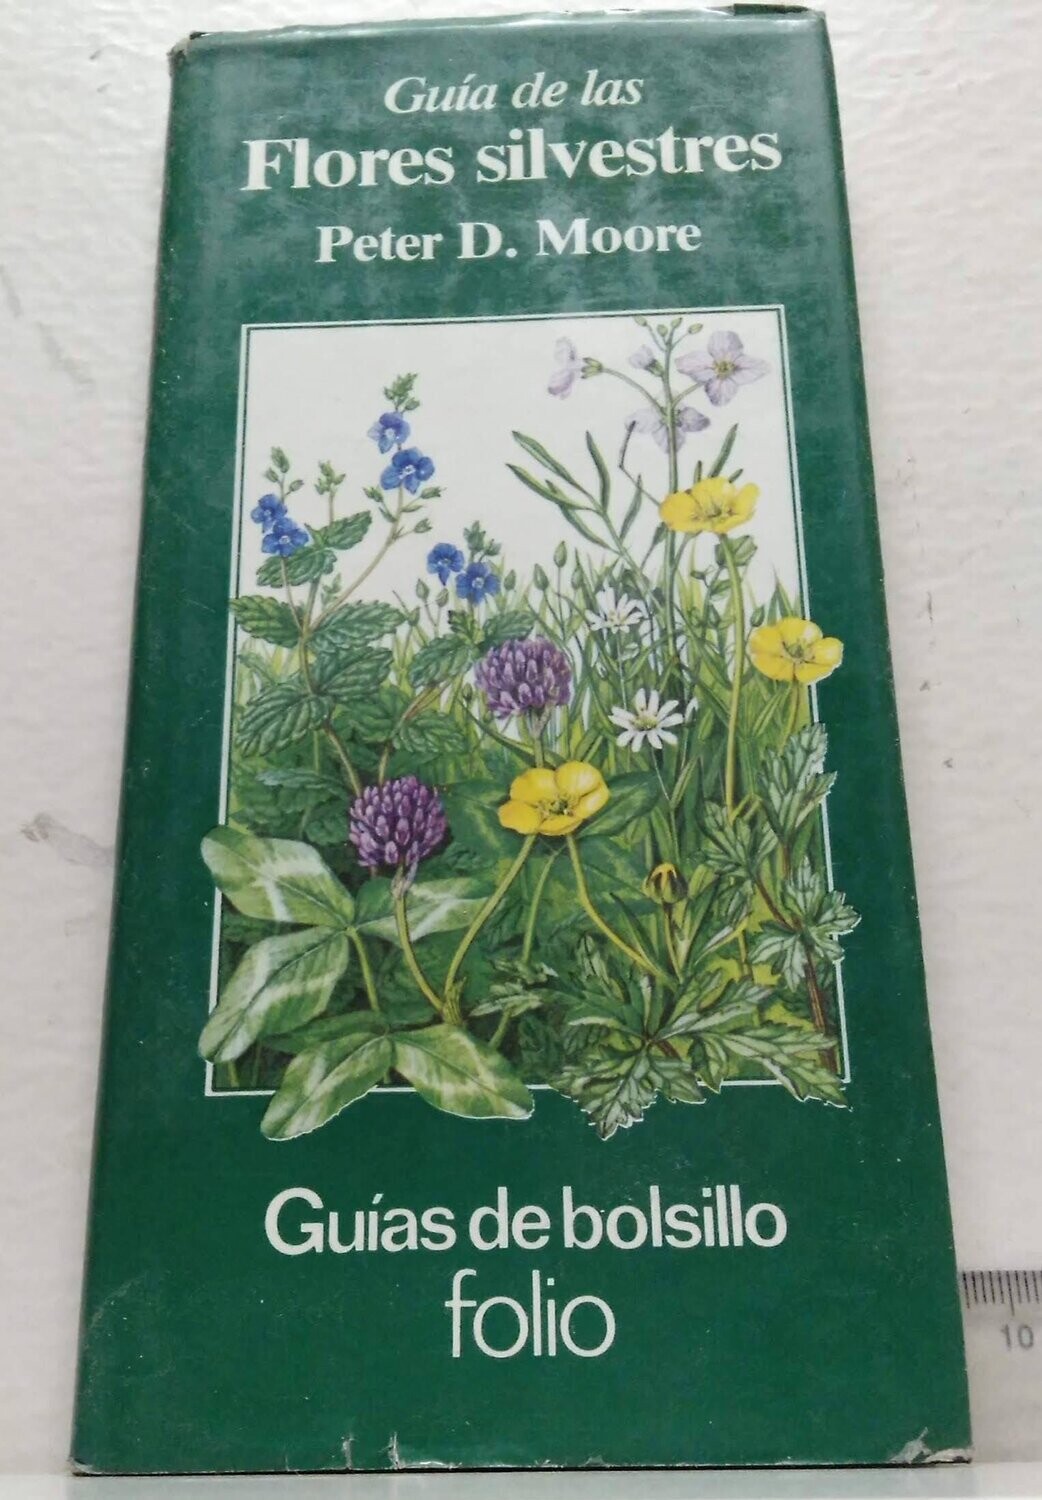 Guía de las
Flores silvestres
Peter D. Moore
Guías de bolsillo
folio
10